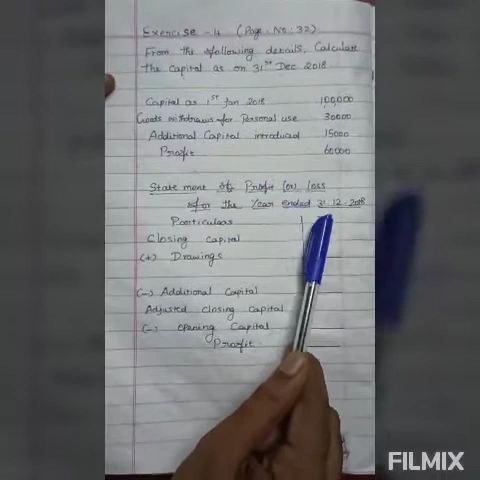 Exercise - 4 (Page. No: 32)
From the following details, Calculate
the Capital as on 31st Dec 2018
Capital as 1st Jan 2018 1,00,000
Goods withdrawn for Personal use 30000
Additional Capital introduced 15000
Profit 60000
Statement of Profit (or) loss
for the Year ended 31.12.2018
Particulars
Closing Capital
(+) Drawings
(-) Additional Capital
Adjusted closing Capital
(-) opening Capital
Profit
FILMIX